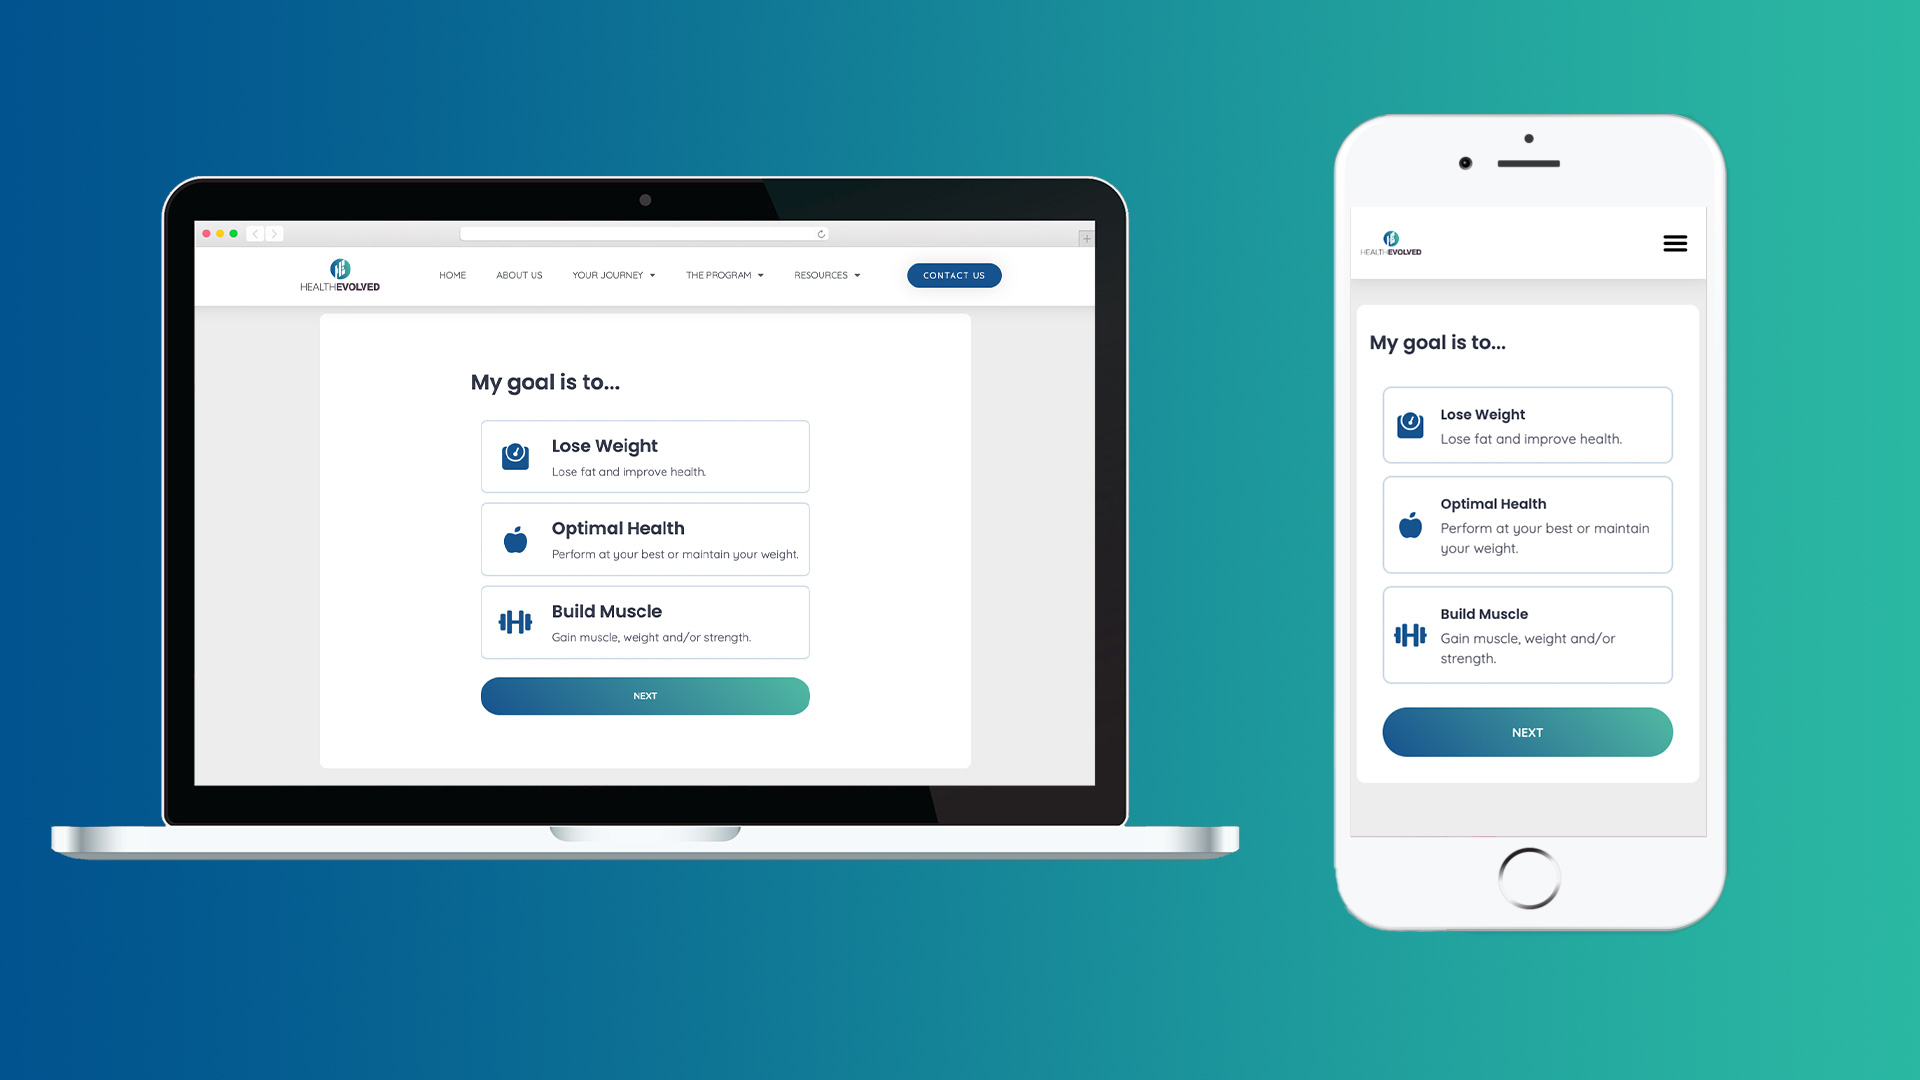 HEALTHEVOLVED
HOME
ABOUT US
YOUR JOURNEY
THE PROGRAM
RESOURCES
CONTACT US
My goal is to...
Lose Weight
Lose fat and improve health.
Optimal Health
Perform at your best or maintain your weight.
Build Muscle
Gain muscle, weight and/or strength.
NEXT
HEALTHEVOLVED
My goal is to...
Lose Weight
Lose fat and improve health.
Optimal Health
Perform at your best or maintain
your weight.
Build Muscle
Gain muscle, weight and/or
strength.
NEXT